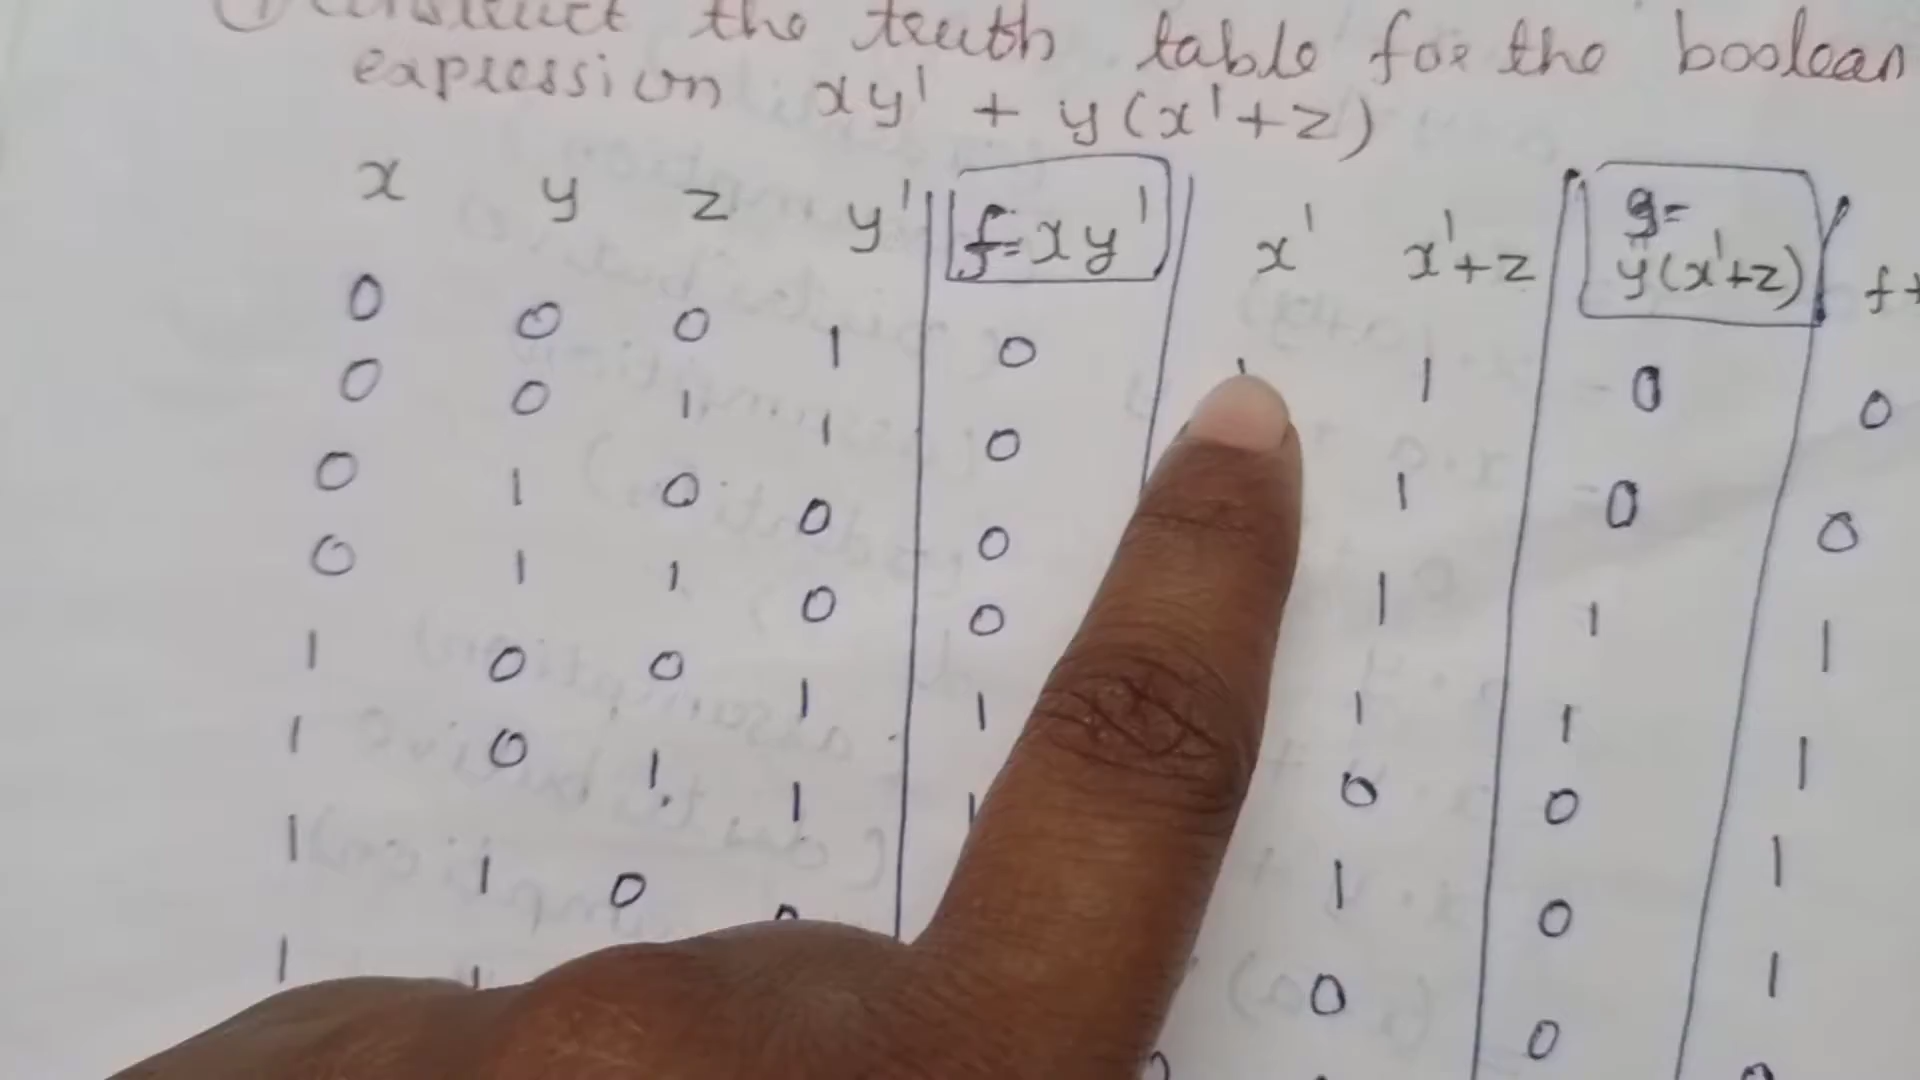 ① Construct the truth table for the boolean
expression xy' + y(x'+z)
x y z y' f=xy' x' x'+z g= y(x'+z) f+
0 0 0 1 0 1 0 0
0 0 1 1 0 1 0 0
0 1 0 0 0 1 1 1
0 1 1 0 0 1 1 1
1 0 0 1 1 0 0 1
1 0 1 1 1 1 0 1
1 1 0 0 0 0 0
1 1